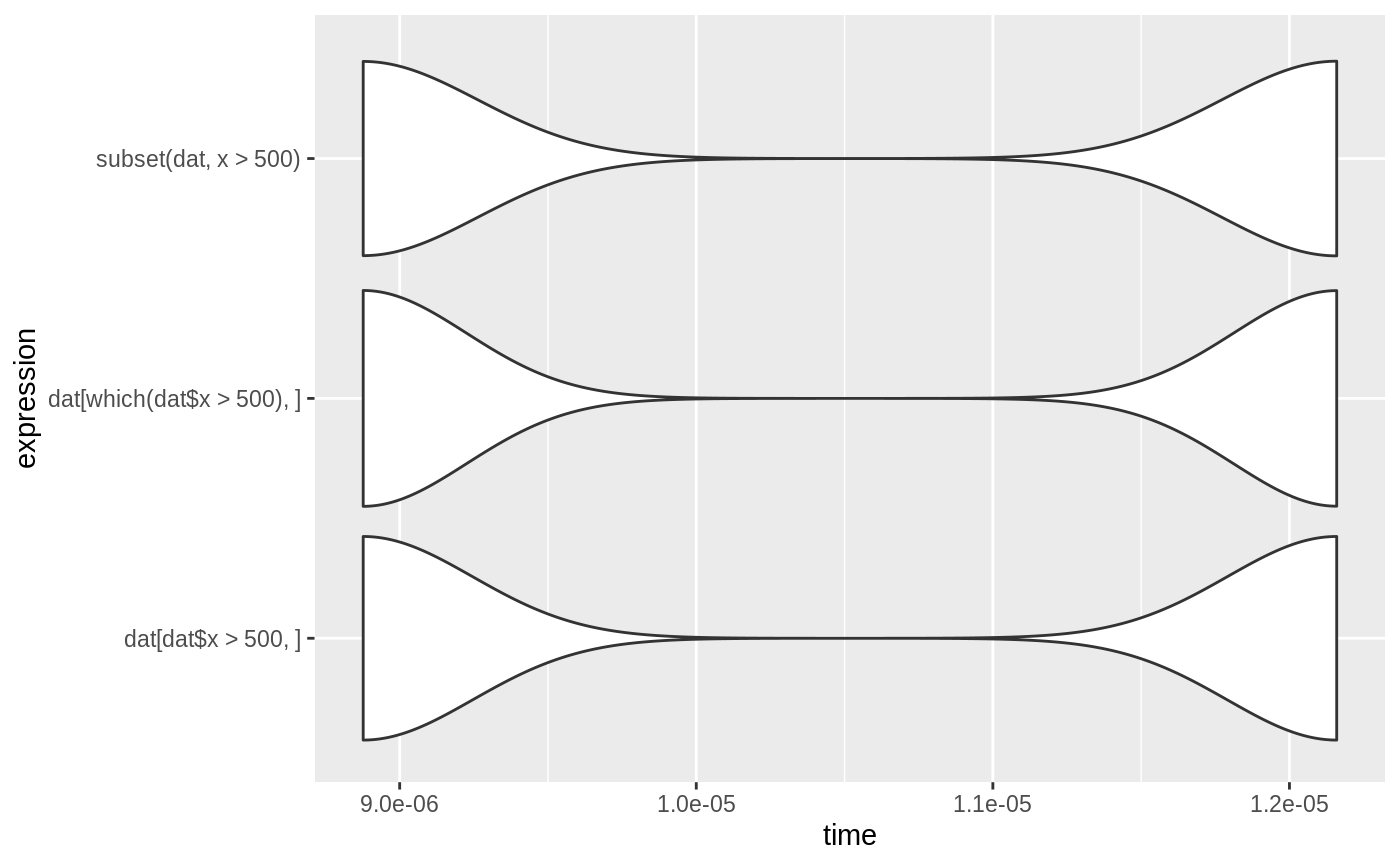 subset(dat, x > 500)
dat[which(dat$x > 500), ]
dat[dat$x > 500, ]
expression
9.0e-06
1.0e-05
1.1e-05
1.2e-05
time